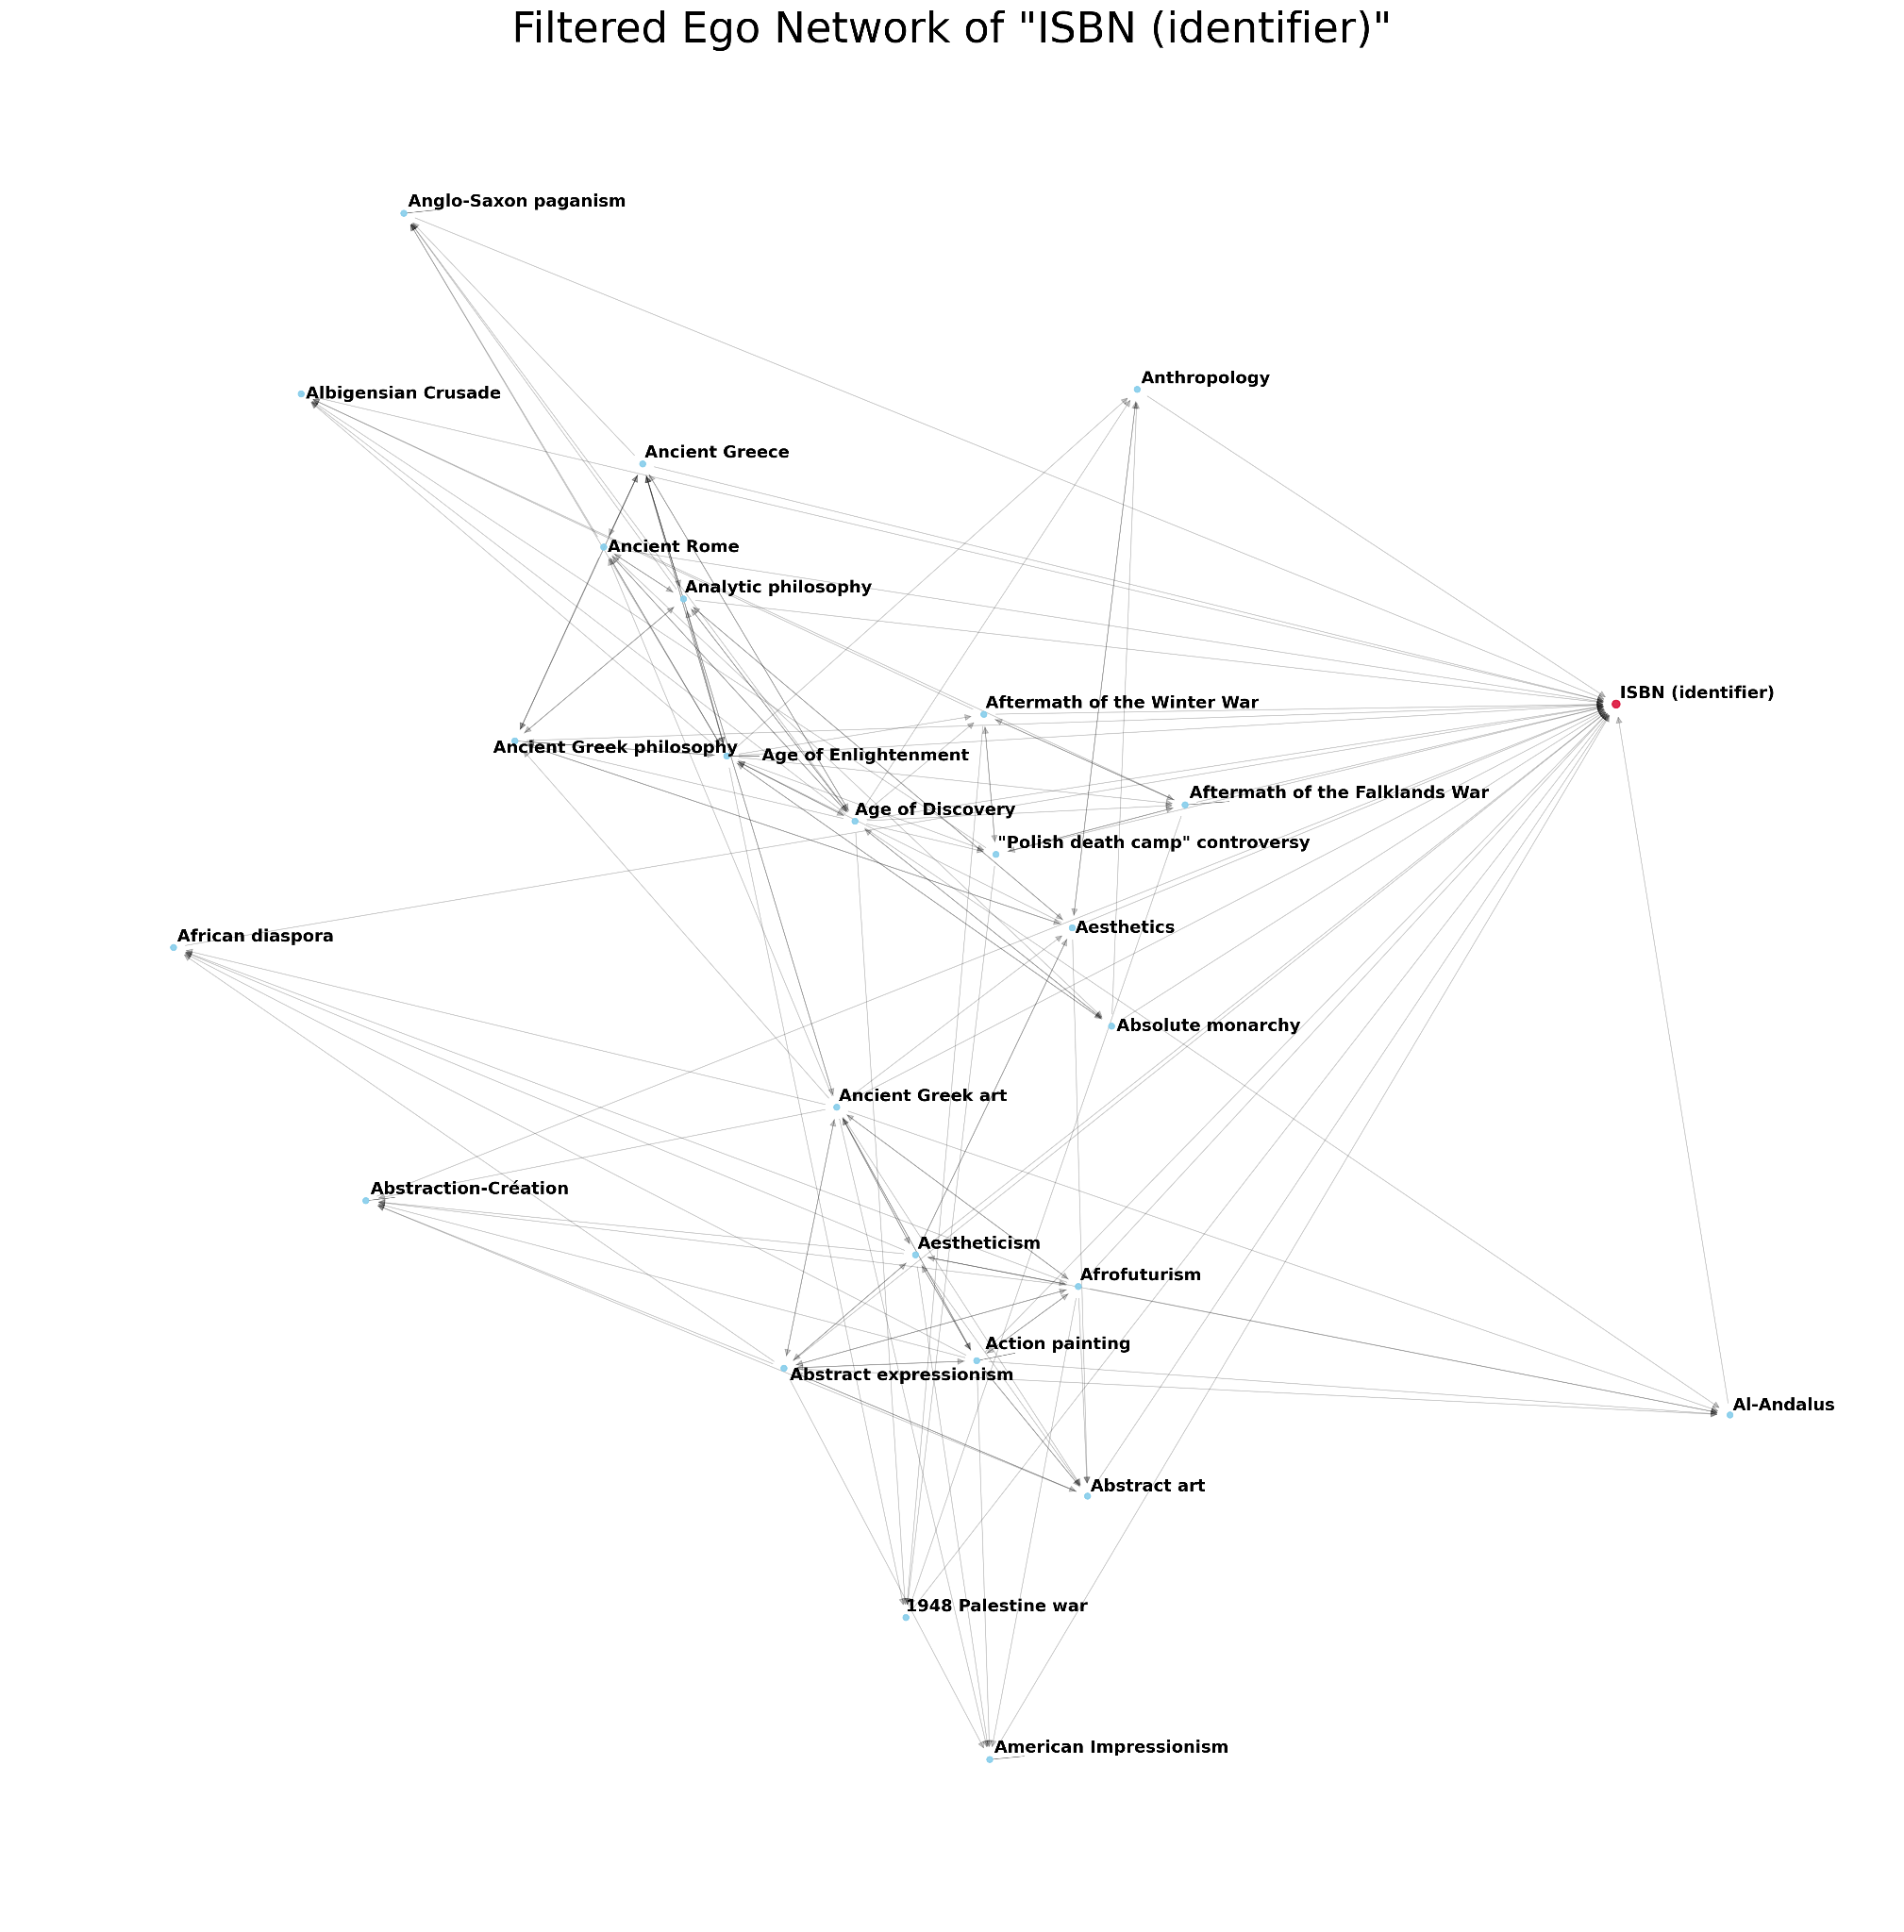 Filtered Ego Network of "ISBN (identifier)"
Anglo-Saxon paganism
Anthropology
Albigensian Crusade
Ancient Greece
Ancient Rome
Analytic philosophy
ISBN (identifier)
Aftermath of the Winter War
Ancient Greek philosophy
Age of Enlightenment
Aftermath of the Falklands War
Age of Discovery
"Polish death camp" controversy
Aesthetics
African diaspora
Absolute monarchy
Ancient Greek art
Abstraction-Création
Aestheticism
Afrofuturism
Action painting
Abstract expressionism
Al-Andalus
Abstract art
1948 Palestine war
American Impressionism